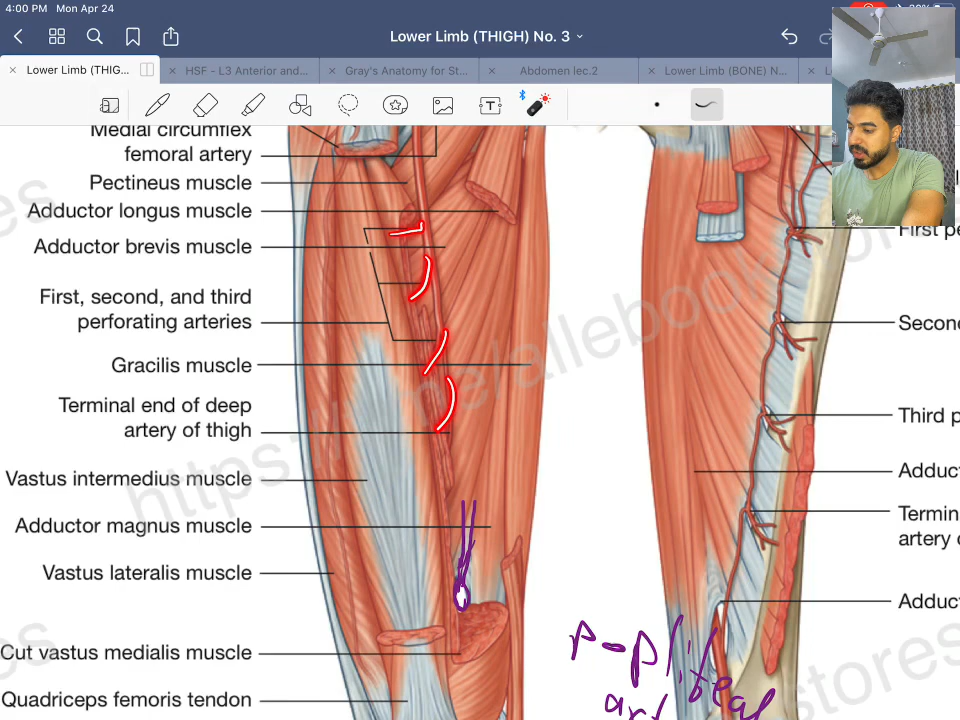 4:00 PM Mon Apr 24
Lower Limb (THIGH) No. 3
Lower Limb (THIG...
HSF - L3 Anterior and...
Gray's Anatomy for St...
Abdomen lec.2
Lower Limb (BONE) N...
Medial circumflex
femoral artery
Pectineus muscle
Adductor longus muscle
Adductor brevis muscle
First, second, and third
perforating arteries
Gracilis muscle
Terminal end of deep
artery of thigh
Vastus intermedius muscle
Adductor magnus muscle
Vastus lateralis muscle
Cut vastus medialis muscle
Quadriceps femoris tendon
First pe
Second
Third p
Adduc
Termin
artery o
Adduc
P-pliteal
art